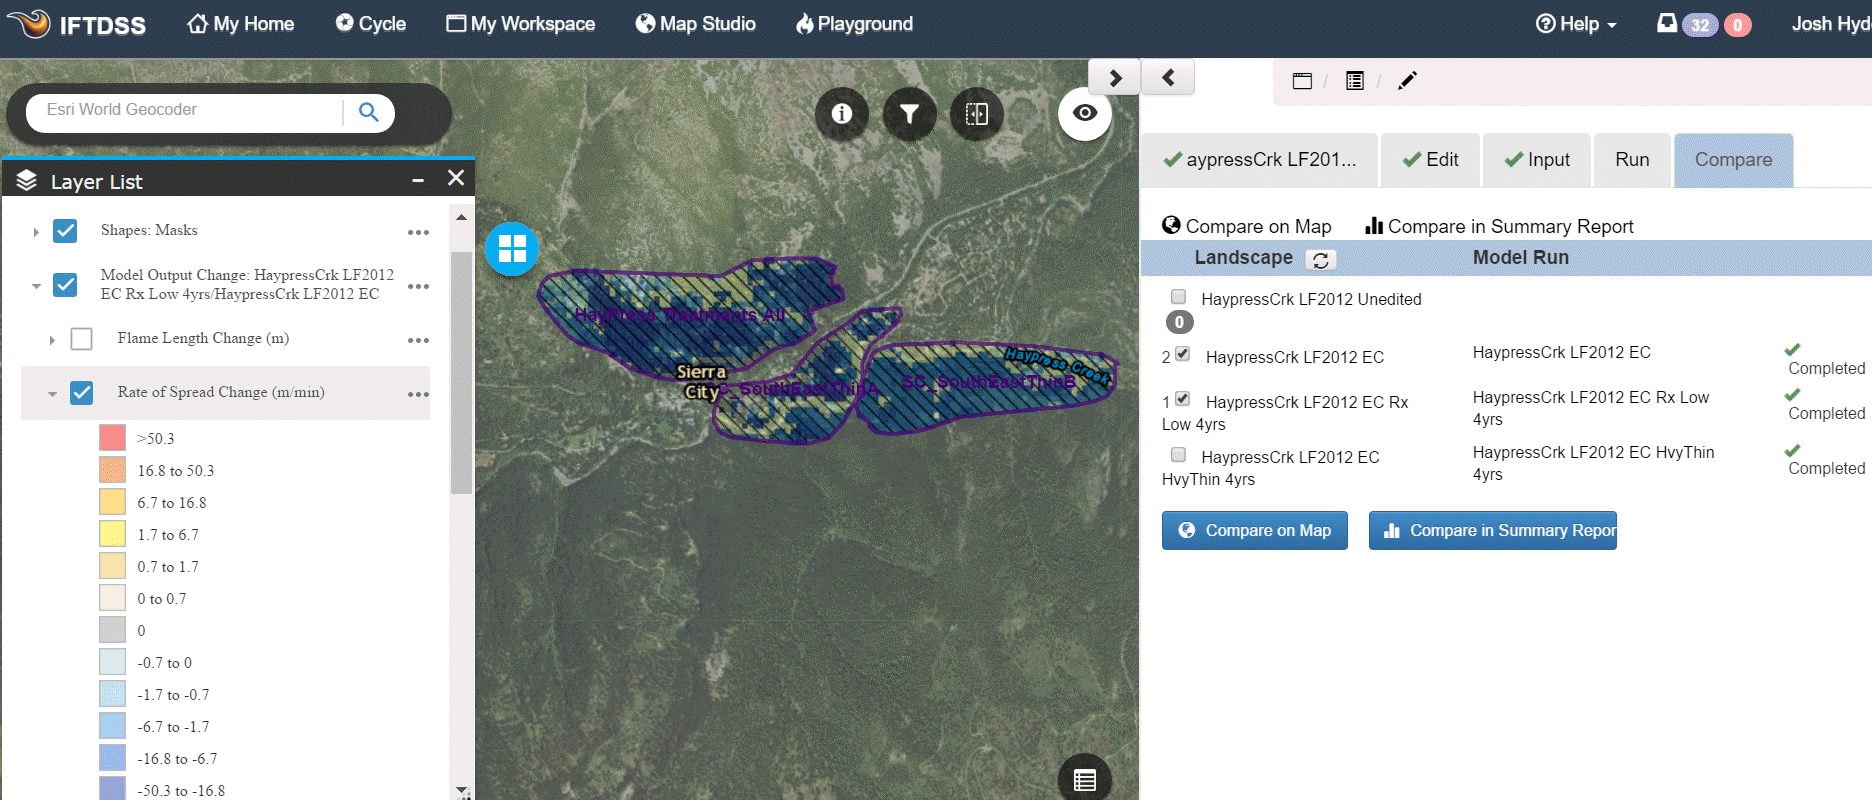 IFTDSS
My Home
Cycle
My Workspace
Map Studio
Playground
Help
32
0
Josh Hyd
Esri World Geocoder
Layer List
Shapes: Masks
Model Output Change: HaypressCrk LF2012
EC Rx Low 4yrs/HaypressCrk LF2012 EC
Flame Length Change (m)
Rate of Spread Change (m/min)
>50.3
16.8 to 50.3
6.7 to 16.8
1.7 to 6.7
0.7 to 1.7
0 to 0.7
0
-0.7 to 0
-1.7 to -0.7
-6.7 to -1.7
-16.8 to -6.7
-50.3 to -16.8
HayPress Treatments All
Sierra
City
SC_SouthEastThinA
SC_SouthEastThinB
Haypress Creek
aypressCrk LF201...
Edit
Input
Run
Compare
Compare on Map
Compare in Summary Report
Landscape
Model Run
HaypressCrk LF2012 Unedited
0
2 HaypressCrk LF2012 EC
HaypressCrk LF2012 EC
Completed
1 HaypressCrk LF2012 EC Rx
Low 4yrs
HaypressCrk LF2012 EC Rx Low
4yrs
Completed
HaypressCrk LF2012 EC
HvyThin 4yrs
HaypressCrk LF2012 EC HvyThin
4yrs
Completed
Compare on Map
Compare in Summary Repor